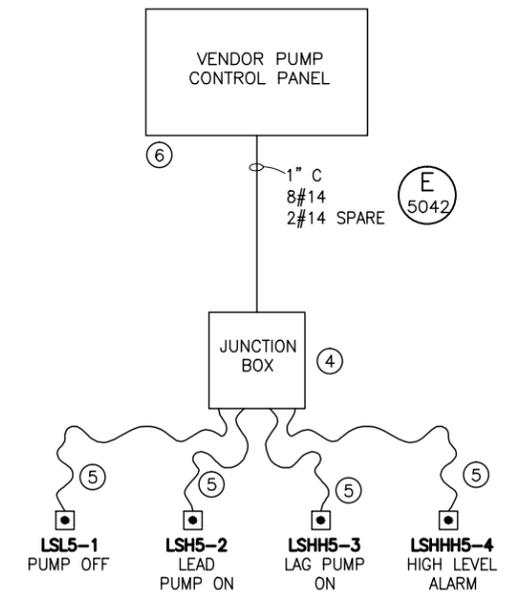 VENDOR PUMP
CONTROL PANEL
6
1" C
8#14
2#14 SPARE
E
5042
JUNCTION
BOX
4
5
5
5
5
LSL5-1
PUMP OFF
LSH5-2
LEAD
PUMP ON
LSHH5-3
LAG PUMP
ON
LSHHH5-4
HIGH LEVEL
ALARM